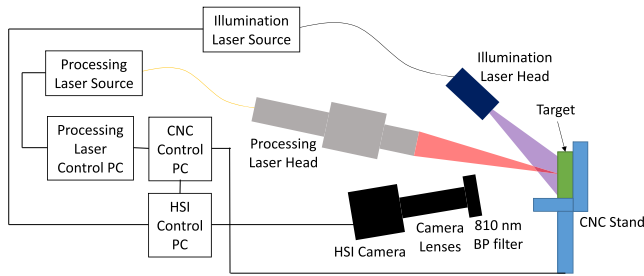 Illumination
Laser Source
Processing
Laser Source
Illumination
Laser Head
Target
Processing
Laser
Control PC
CNC
Control
PC
Processing
Laser Head
HSI
Control
PC
HSI Camera
Camera
Lenses
810 nm
BP filter
CNC Stand